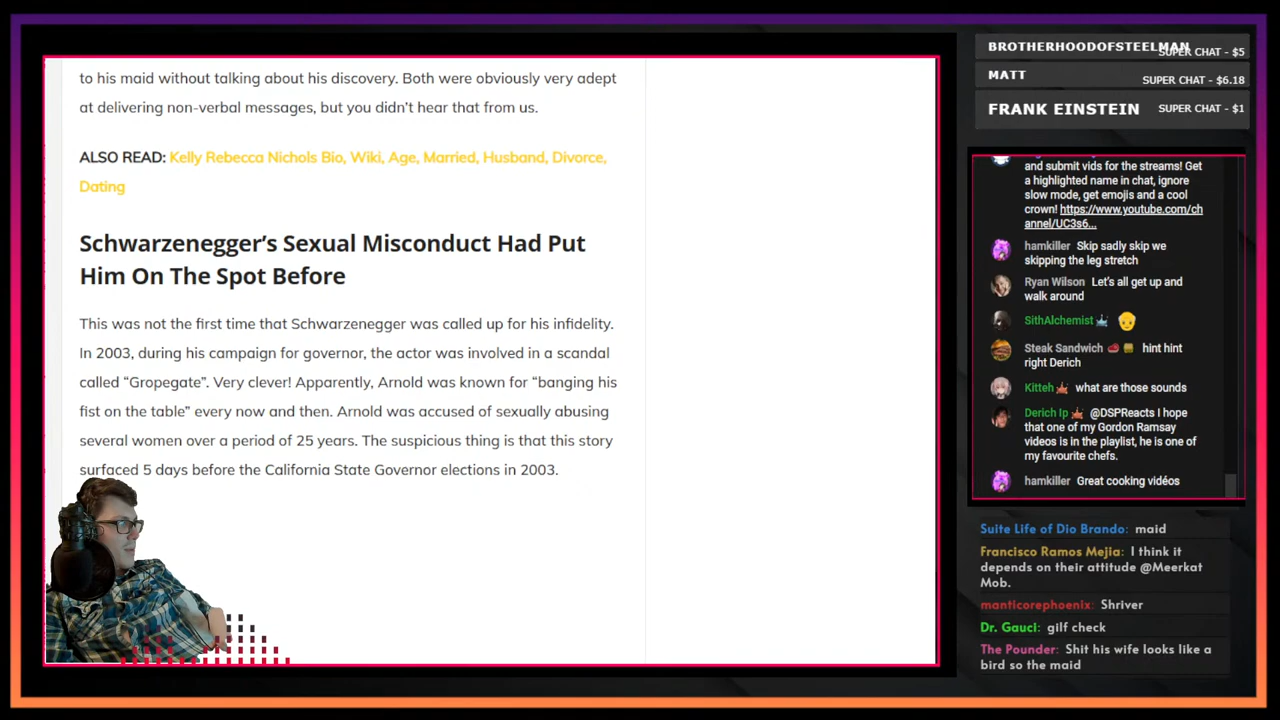 to his maid without talking about his discovery. Both were obviously very adept
at delivering non-verbal messages, but you didn’t hear that from us.
ALSO READ: Kelly Rebecca Nichols Bio, Wiki, Age, Married, Husband, Divorce,
Dating
Schwarzenegger’s Sexual Misconduct Had Put
Him On The Spot Before
This was not the first time that Schwarzenegger was called up for his infidelity.
In 2003, during his campaign for governor, the actor was involved in a scandal
called “Gropegate”. Very clever! Apparently, Arnold was known for “banging his
fist on the table” every now and then. Arnold was accused of sexually abusing
several women over a period of 25 years. The suspicious thing is that this story
surfaced 5 days before the California State Governor elections in 2003.
BROTHERHOODOFSTEELMAN SUPER CHAT - $5
MATT SUPER CHAT - $6.18
FRANK EINSTEIN SUPER CHAT - $1
and submit vids for the streams! Get
a highlighted name in chat, ignore
slow mode, get emojis and a cool
crown! https://www.youtube.com/ch
annel/UC3s6...
hamkiller Skip sadly skip we
skipping the leg stretch
Ryan Wilson Let's all get up and
walk around
SithAlchemist
Steak Sandwich hint hint
right Derich
Kitteh what are those sounds
Derich Ip @DSPReacts I hope
that one of my Gordon Ramsay
videos is in the playlist, he is one of
my favourite chefs.
hamkiller Great cooking vidéos
Suite Life of Dio Brando: maid
Francisco Ramos Mejia: I think it
depends on their attitude @Meerkat
Mob.
manticorephoenix: Shriver
Dr. Gauci: gilf check
The Pounder: Shit his wife looks like a
bird so the maid